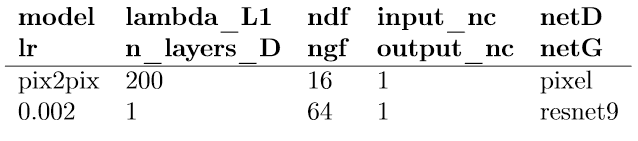 model lambda_L1 ndf input_nc netD
lr n_layers_D ngf output_nc netG
pix2pix 200 16 1 pixel
0.002 1 64 1 resnet9